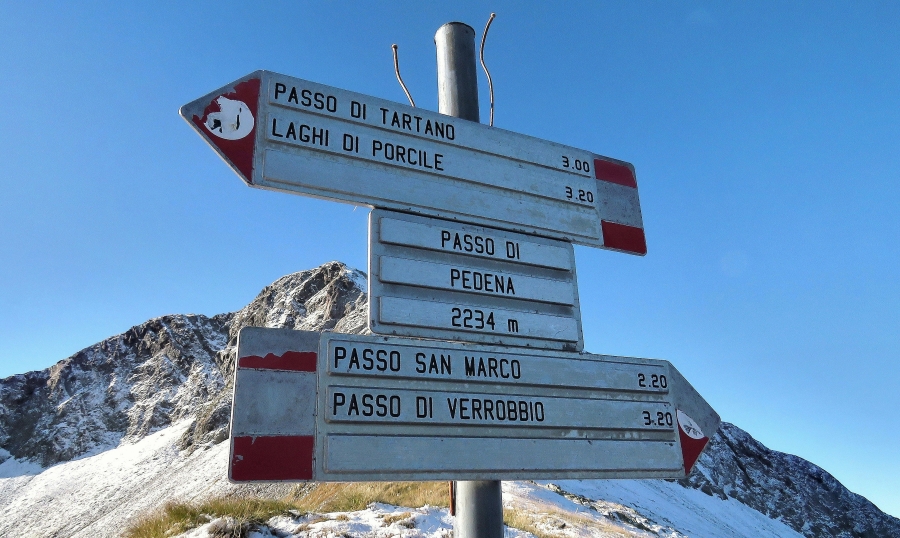 PASSO DI TARTANO 3.00
LAGHI DI PORCILE 3.20
PASSO DI
PEDENA
2234 m
PASSO SAN MARCO 2.20
PASSO DI VERROBBIO 3.20